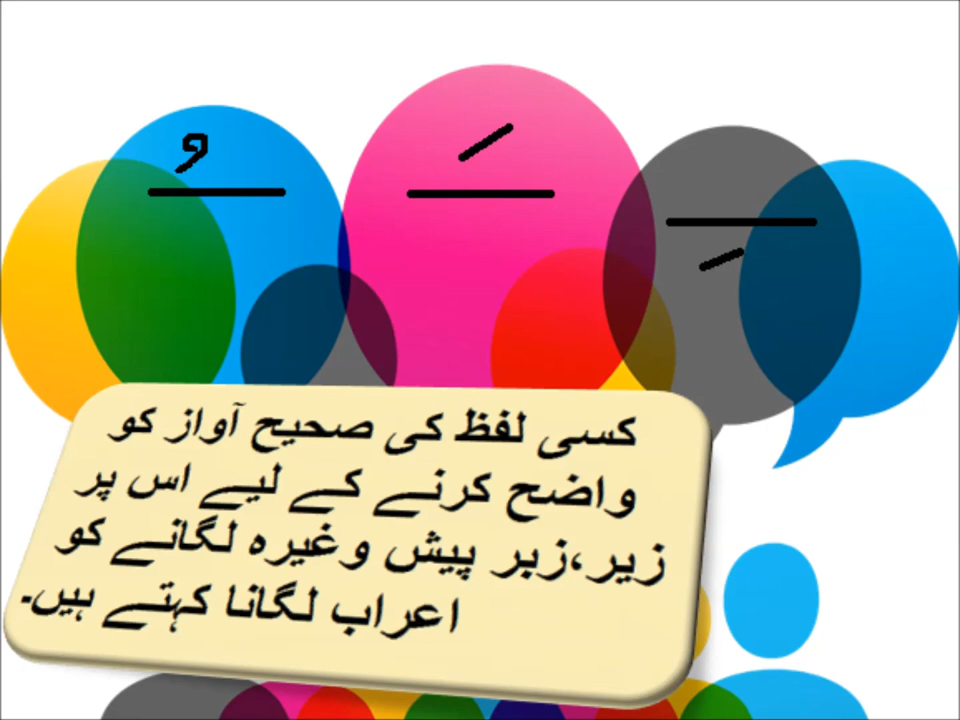 کسی لفظ کی صحیح آواز کو
واضح کرنے کے لیے اس پر
زیر،زبر پیش وغیرہ لگانے کو
اعراب لگانا کہتے ہیں۔